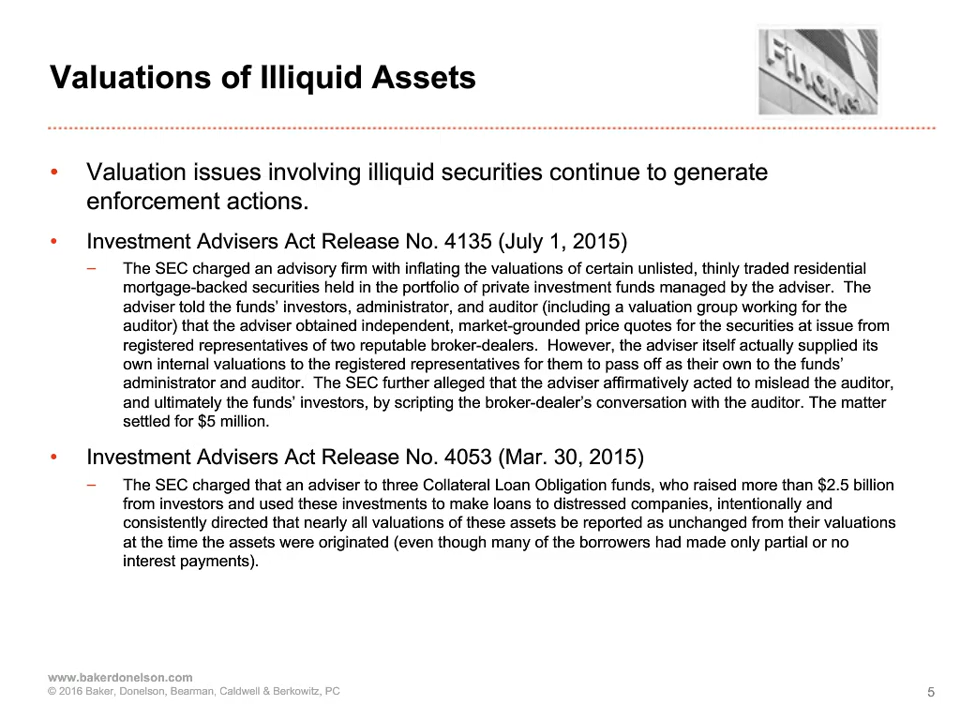 Financ
Valuations of Illiquid Assets
• Valuation issues involving illiquid securities continue to generate
enforcement actions.
• Investment Advisers Act Release No. 4135 (July 1, 2015)
– The SEC charged an advisory firm with inflating the valuations of certain unlisted, thinly traded residential
mortgage-backed securities held in the portfolio of private investment funds managed by the adviser.  The
adviser told the funds’ investors, administrator, and auditor (including a valuation group working for the
auditor) that the adviser obtained independent, market-grounded price quotes for the securities at issue from
registered representatives of two reputable broker-dealers.  However, the adviser itself actually supplied its
own internal valuations to the registered representatives for them to pass off as their own to the funds’
administrator and auditor.  The SEC further alleged that the adviser affirmatively acted to mislead the auditor,
and ultimately the funds’ investors, by scripting the broker-dealer’s conversation with the auditor. The matter
settled for $5 million.
• Investment Advisers Act Release No. 4053 (Mar. 30, 2015)
– The SEC charged that an adviser to three Collateral Loan Obligation funds, who raised more than $2.5 billion
from investors and used these investments to make loans to distressed companies, intentionally and
consistently directed that nearly all valuations of these assets be reported as unchanged from their valuations
at the time the assets were originated (even though many of the borrowers had made only partial or no
interest payments).
www.bakerdonelson.com
© 2016 Baker, Donelson, Bearman, Caldwell & Berkowitz, PC
5